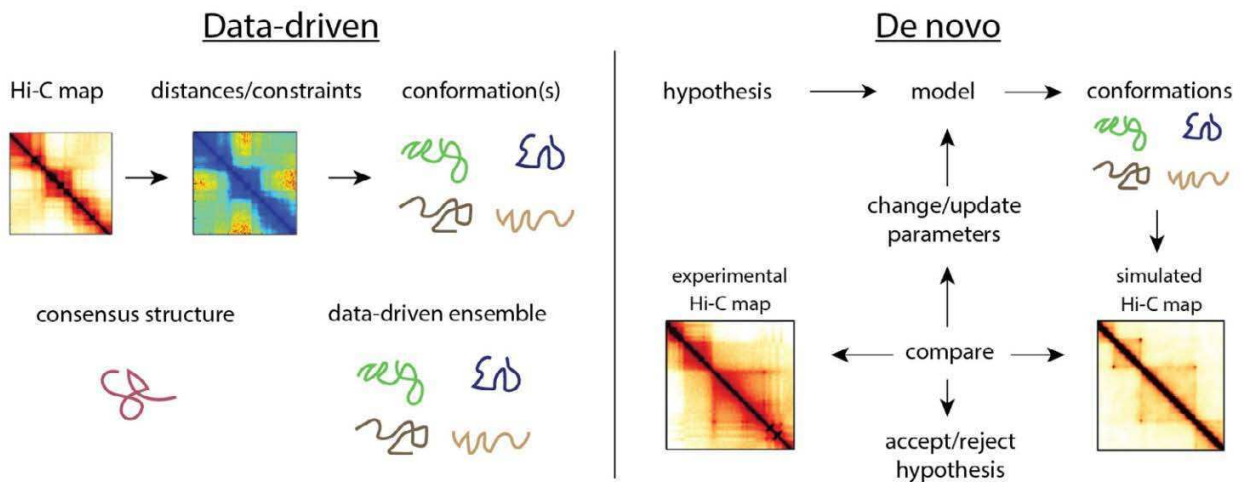 Data-driven
Hi-C map
distances/constraints
conformation(s)
consensus structure
data-driven ensemble
De novo
hypothesis
model
conformations
change/update
parameters
experimental
Hi-C map
simulated
Hi-C map
compare
accept/reject
hypothesis